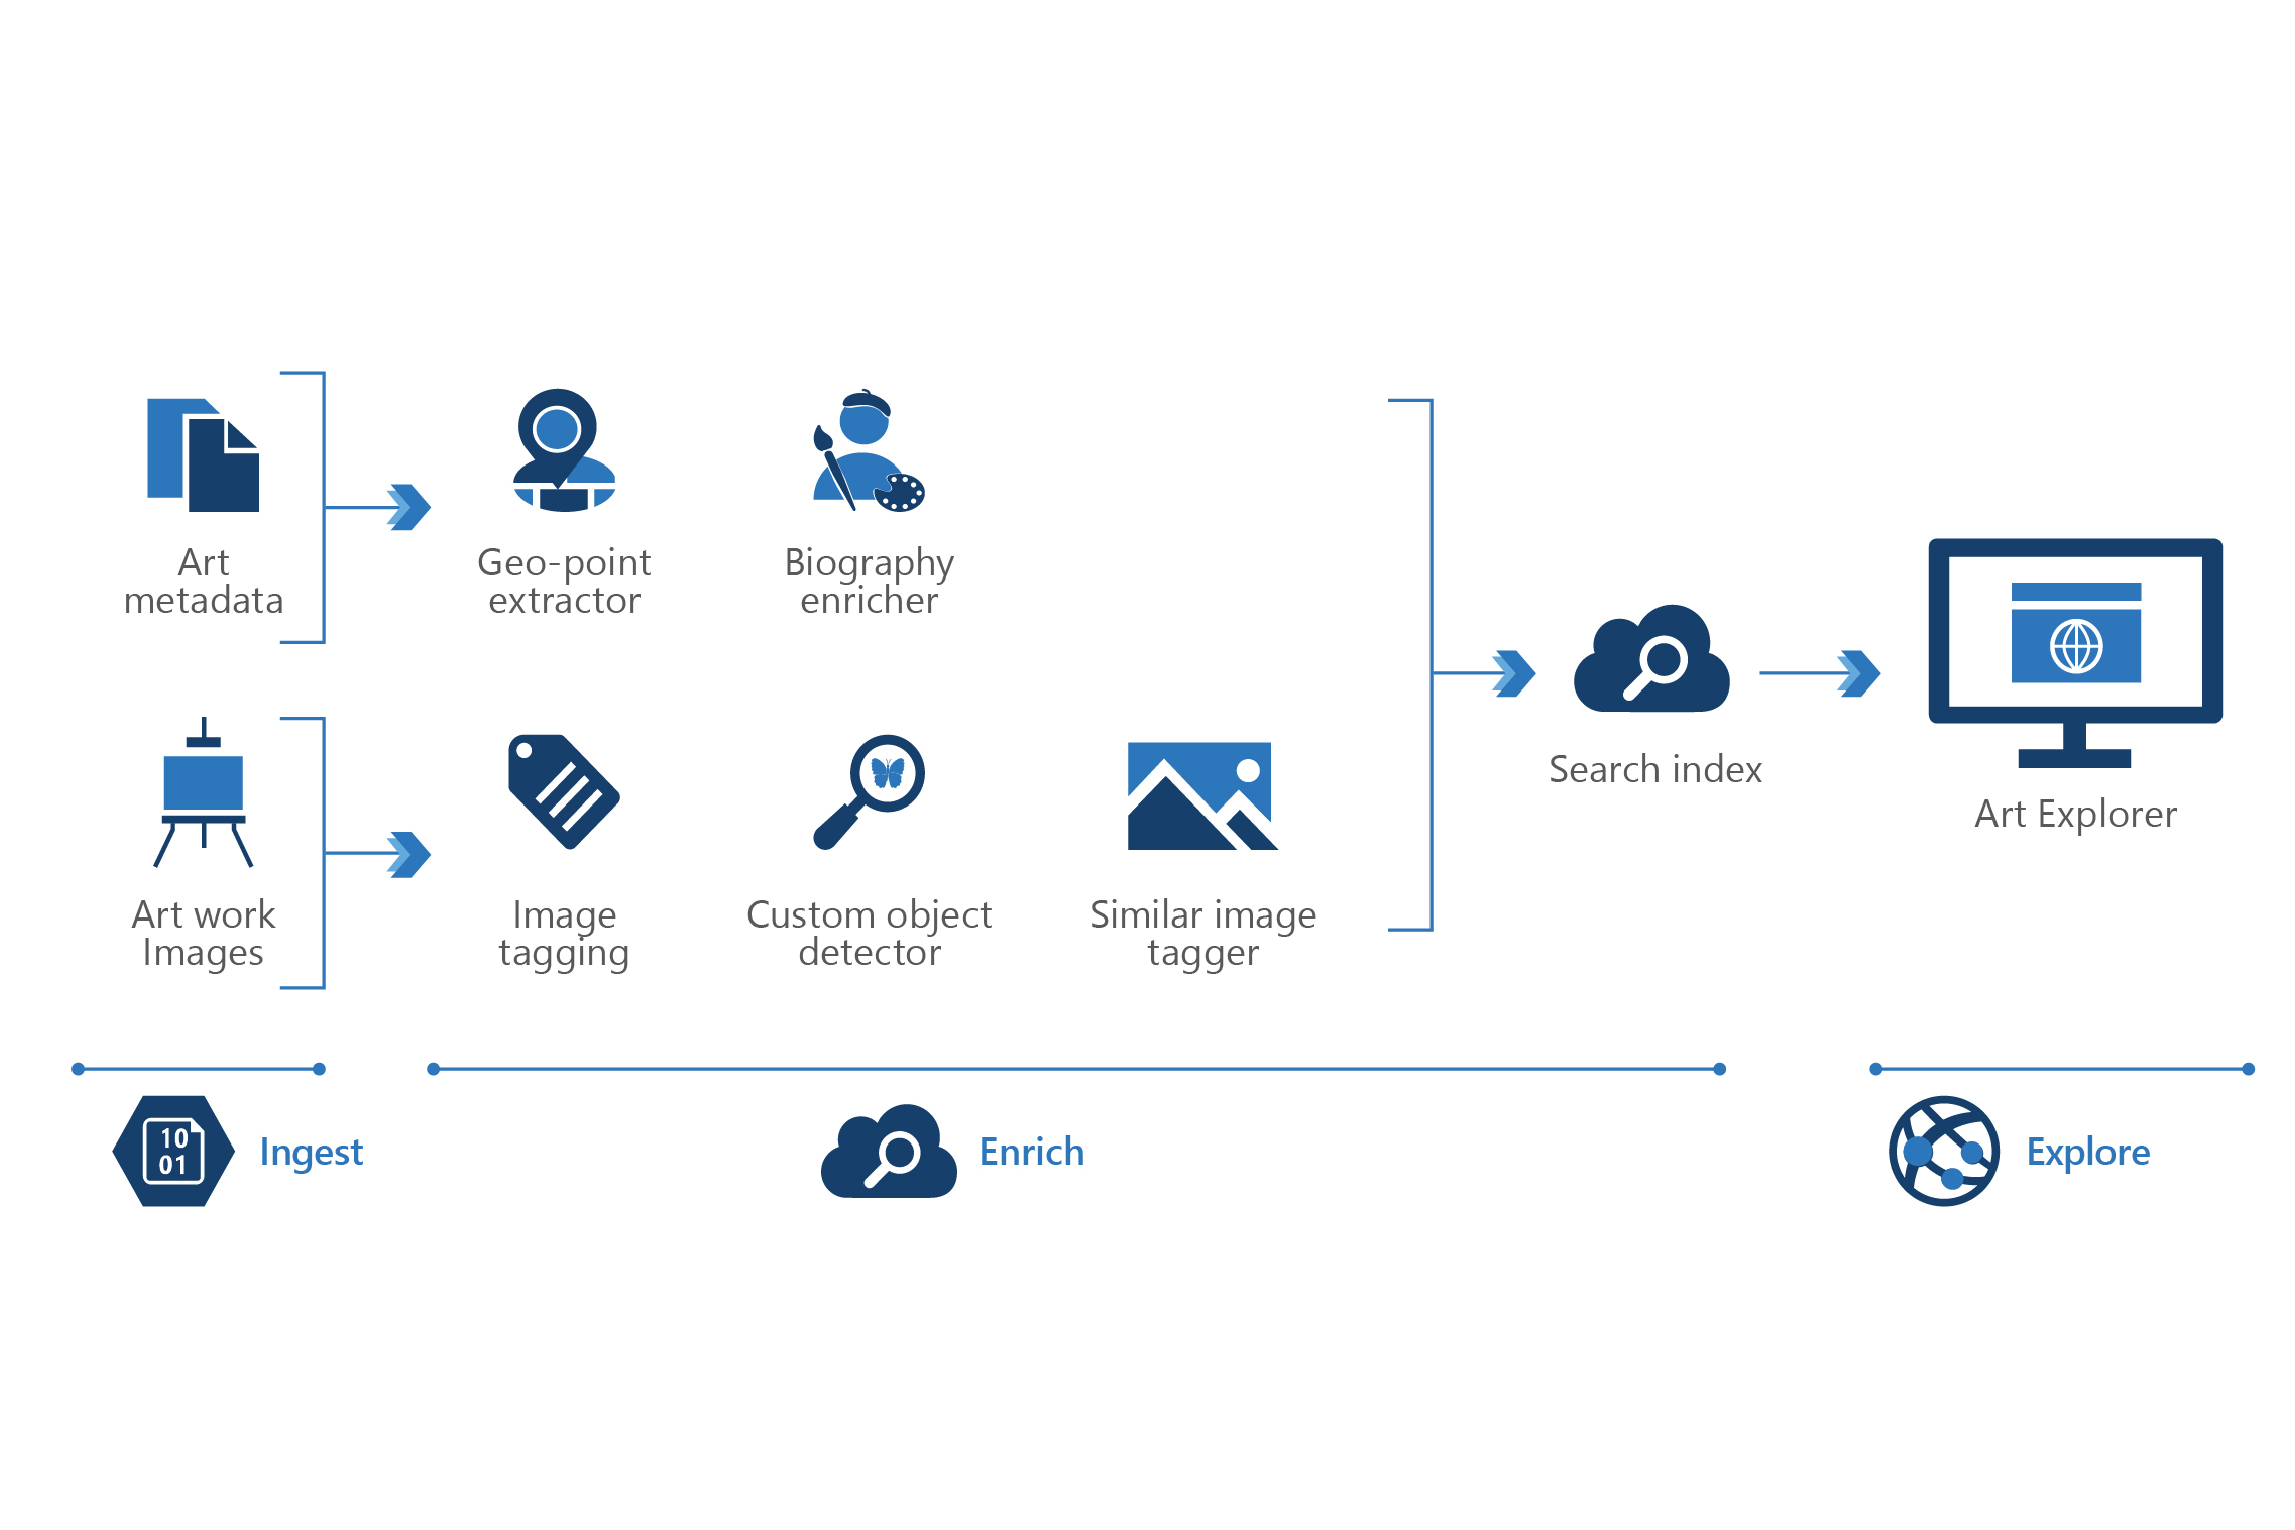 Art
metadata
Geo-point
extractor
Biography
enricher
Art work
Images
Image
tagging
Custom object
detector
Similar image
tagger
Search index
Art Explorer
10
01
Ingest
Enrich
Explore